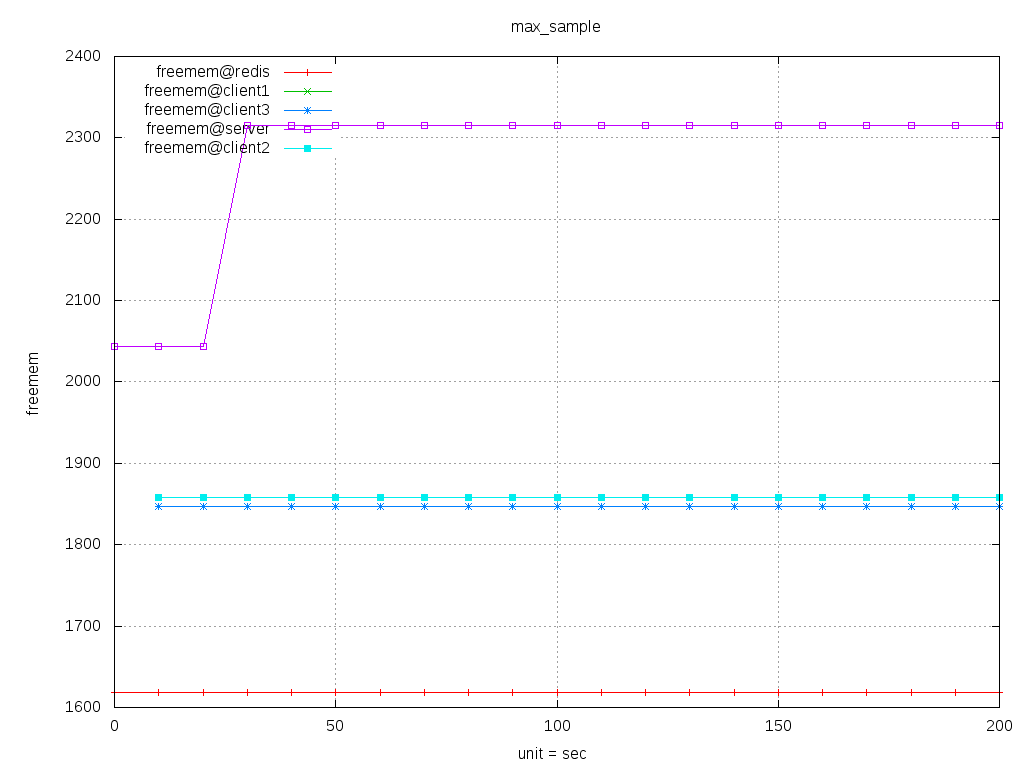 max_sample
2400
2300
2200
2100
2000
1900
1800
1700
1600
freemem
freemem@redis
freemem@client1
freemem@client3
freemem@server
freemem@client2
0 50 100 150 200
unit = sec